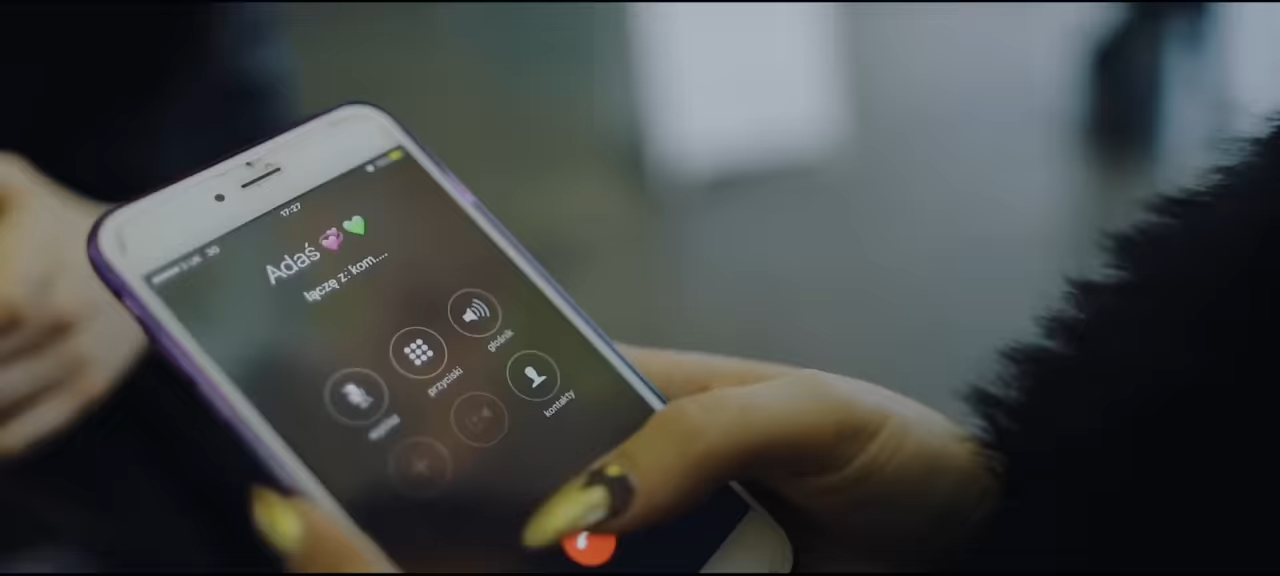 17:27
Adaś 💞💚
łączę z: kom....
głośnik
przyciski
kontakty